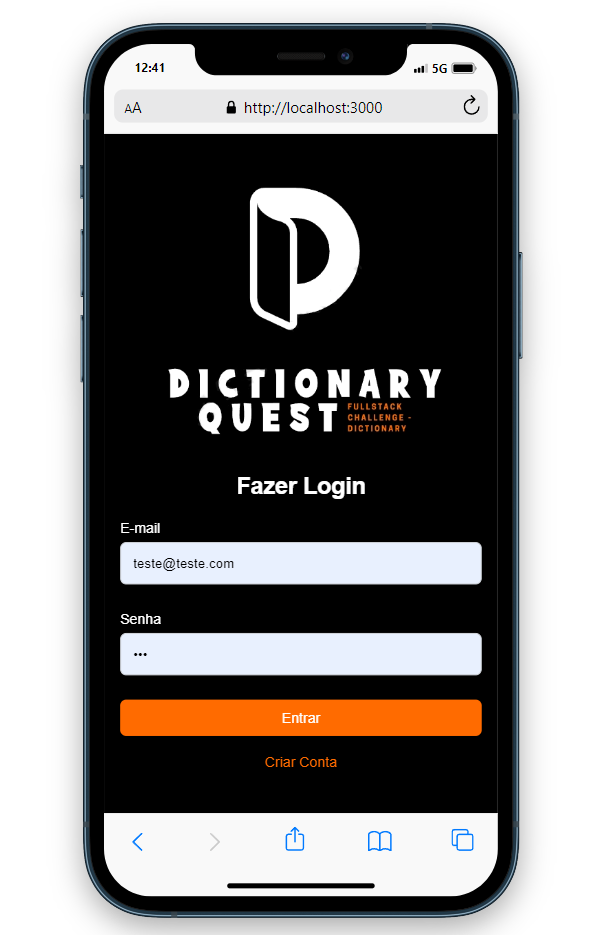 12:41
5G
AA
http://localhost:3000
DICTIONARY
QUEST
FULLSTACK
CHALLENGE -
DICTIONARY
Fazer Login
E-mail
teste@teste.com
Senha
•••
Entrar
Criar Conta